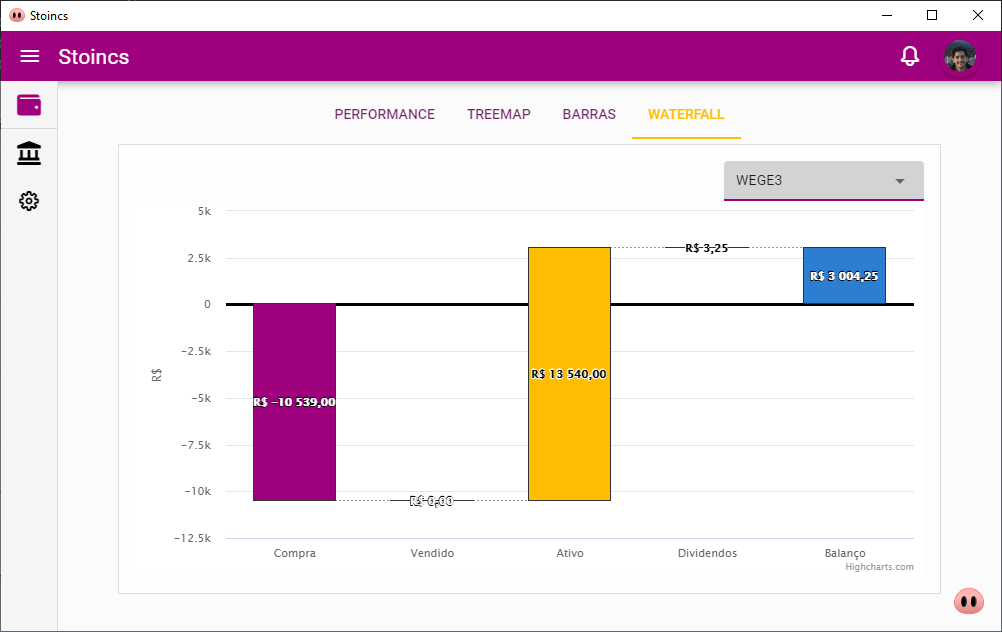 Stoincs
Stoincs
PERFORMANCE TREEMAP BARRAS WATERFALL
WEGE3
5k
2.5k
0
−2.5k
−5k
−7.5k
−10k
−12.5k
R$
R$ −10 539,00
R$ 0,00
R$ 13 540,00
R$ 3,25
R$ 3 004,25
Compra Vendido Ativo Dividendos Balanço
Highcharts.com